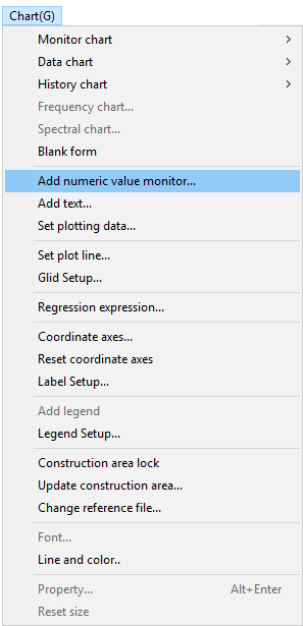 Chart(G)
Monitor chart >
Data chart >
History chart >
Frequency chart...
Spectral chart...
Blank form
Add numeric value monitor...
Add text...
Set plotting data...
Set plot line...
Glid Setup...
Regression expression...
Coordinate axes...
Reset coordinate axes
Label Setup...
Add legend
Legend Setup...
Construction area lock
Update construction area...
Change reference file...
Font...
Line and color..
Property... Alt+Enter
Reset size